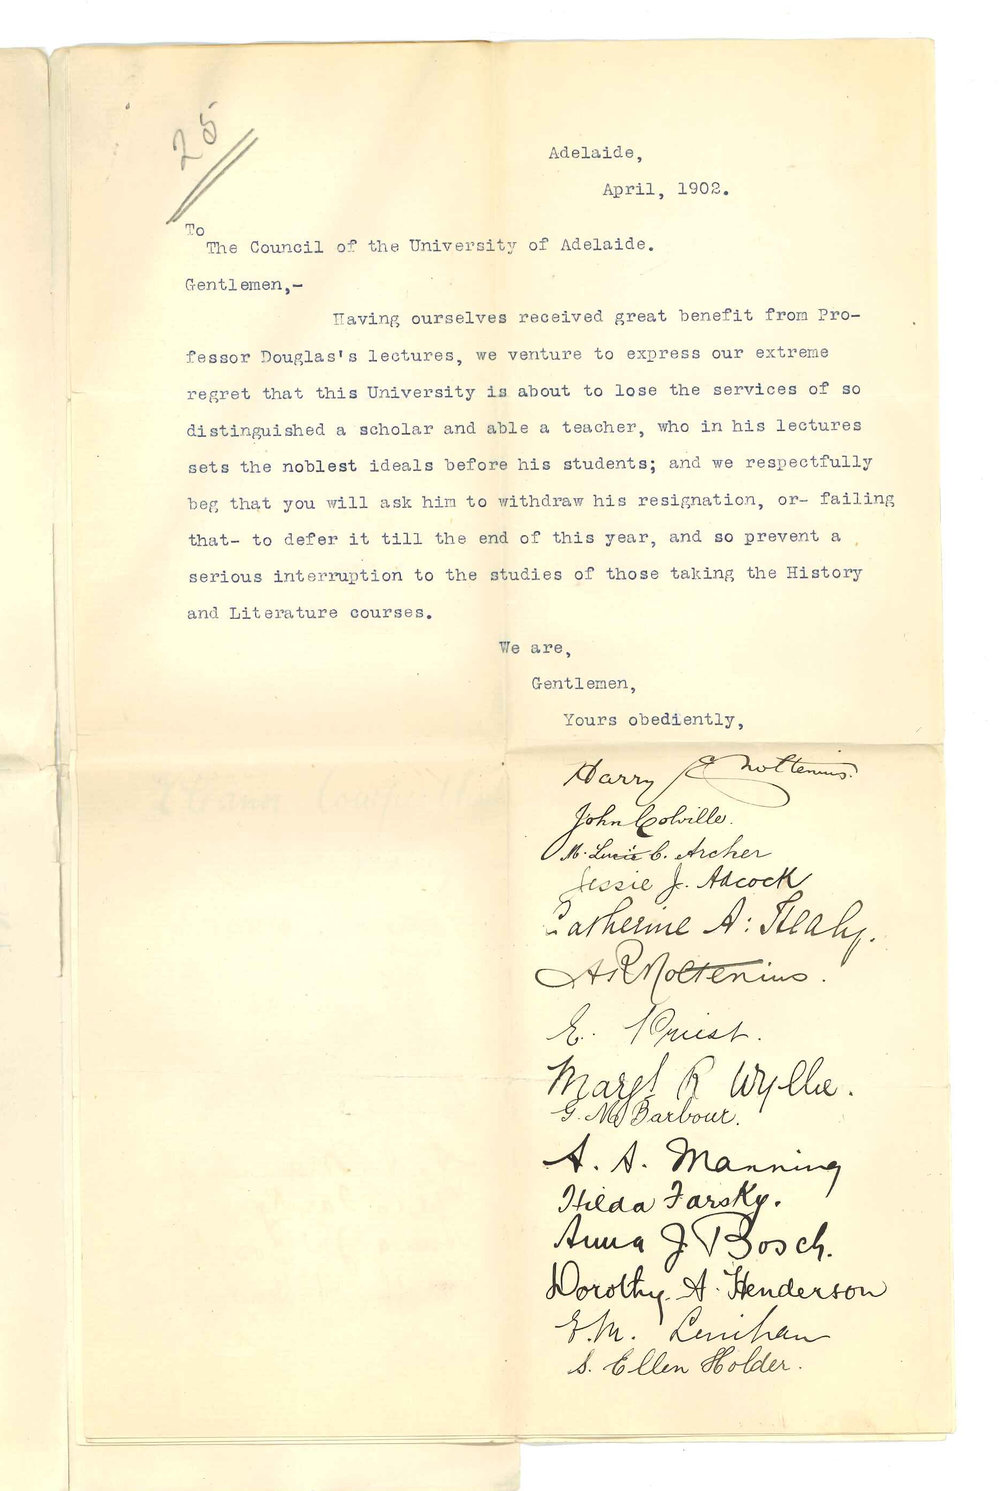 25
Adelaide,
April, 1902.
To
The Council of the University of Adelaide.
Gentlemen,-
Having ourselves received great benefit from Pro-
fessor Douglas's lectures, we venture to express our extreme
regret that this University is about to lose the services of so
distinguished a scholar and able a teacher, who in his lectures
sets the noblest ideals before his students; and we respectfully
beg that you will ask him to withdraw his resignation, or- failing
that- to defer it till the end of this year, and so prevent a
serious interruption to the studies of those taking the History
and Literature courses.
We are,
Gentlemen,
Yours obediently,
Harry E Moltenius.
John Colville.
M. Lucie C. Archer
Jessie J. Adcock
Catherine A. Healy.
A R Moltenius.
E. Priest.
Margt R Wyllie.
G. M. Barbour.
A. A. Manning
Hilda Farsky.
Anna J Bosch.
Dorothy. A. Henderson
E. M. Lenihan
S. Ellen Holder.